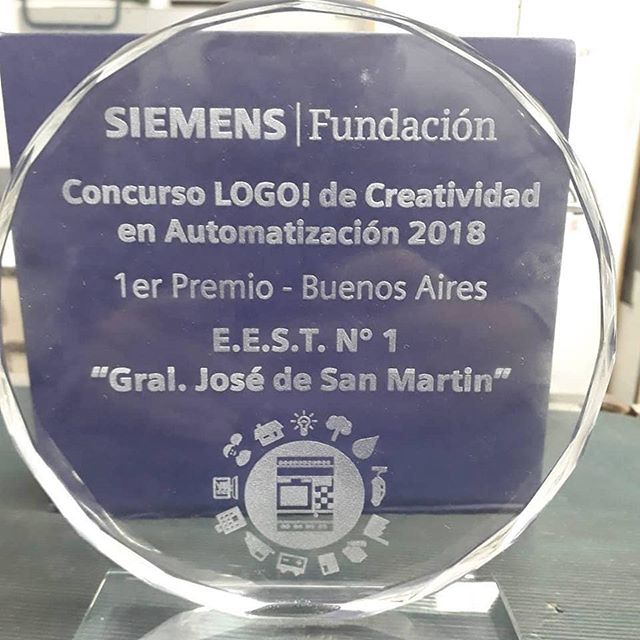 SIEMENS | Fundación
Concurso LOGO! de Creatividad
en Automatización 2018
1er Premio - Buenos Aires
E.E.S.T. N° 1
“Gral. José de San Martin”